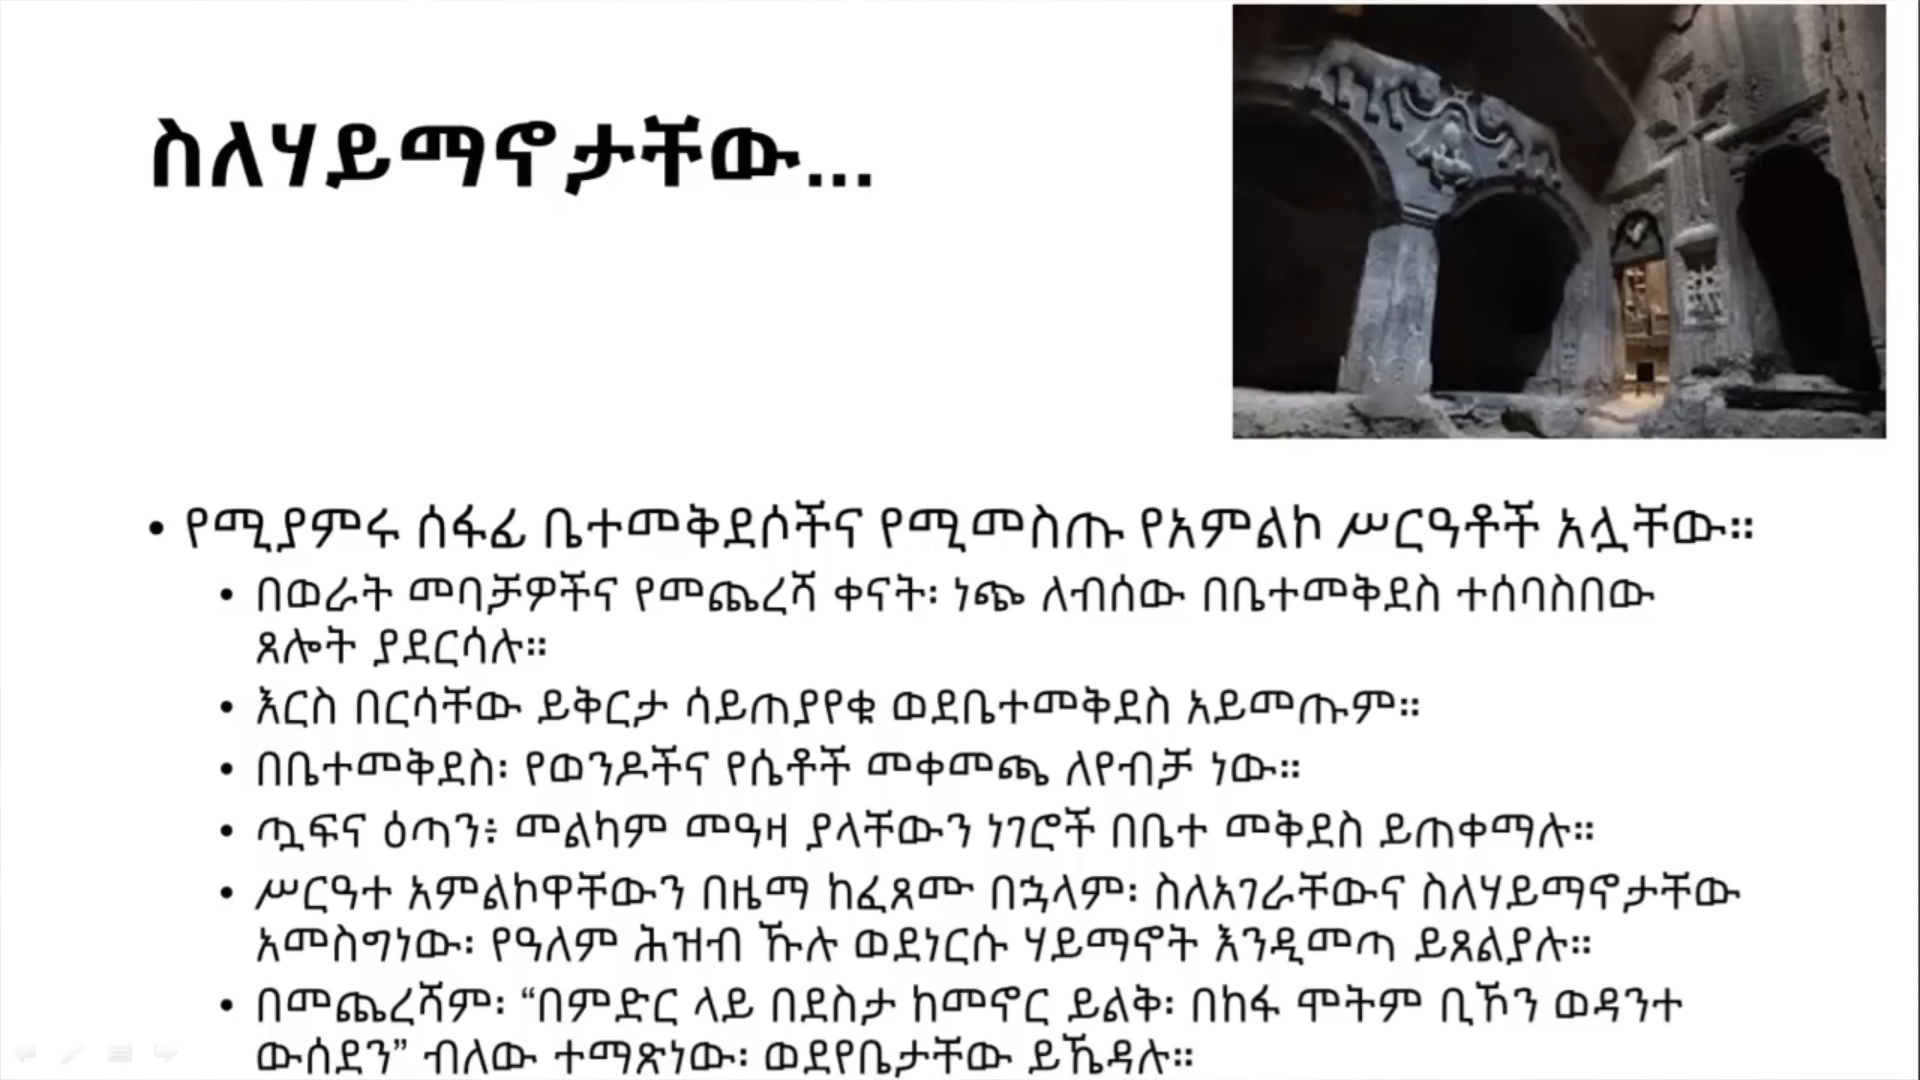 ስለሃይማኖታቸው...
• የሚያምሩ ሰፋፊ ቤተመቅደሶችና የሚመስጡ የአምልኮ ሥርዓቶች አሏቸው።
• በወራት መባቻዎችና የመጨረሻ ቀናት፡ ነጭ ለብሰው በቤተመቅደስ ተሰባስበው
ጸሎት ያደርሳሉ።
• እርስ በርሳቸው ይቅርታ ሳይጠያየቁ ወደቤተመቅደስ አይመጡም።
• በቤተመቅደስ፡ የወንዶችና የሴቶች መቀመጫ ለየብቻ ነው።
• ጧፍና ዕጣን፥ መልካም መዓዛ ያላቸውን ነገሮች በቤተ መቅደስ ይጠቀማሉ።
• ሥርዓተ አምልኮዋቸውን በዜማ ከፈጸሙ በኋላም፡ ስለአገራቸውና ስለሃይማኖታቸው
አመስግነው፡ የዓለም ሕዝብ ኹሉ ወደነርሱ ሃይማኖት እንዲመጣ ይጸልያሉ።
• በመጨረሻም፡ “በምድር ላይ በደስታ ከመኖር ይልቅ፡ በከፋ ሞትም ቢኾን ወዳንተ
ውሰደን” ብለው ተማጽነው፡ ወደየቤታቸው ይኼዳሉ።